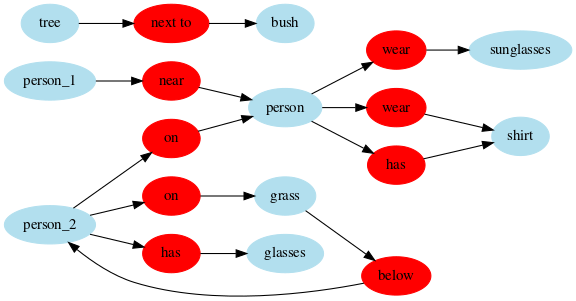 tree
next to
bush
wear
sunglasses
person_1
near
person
wear
on
shirt
has
person_2
on
grass
has
glasses
below